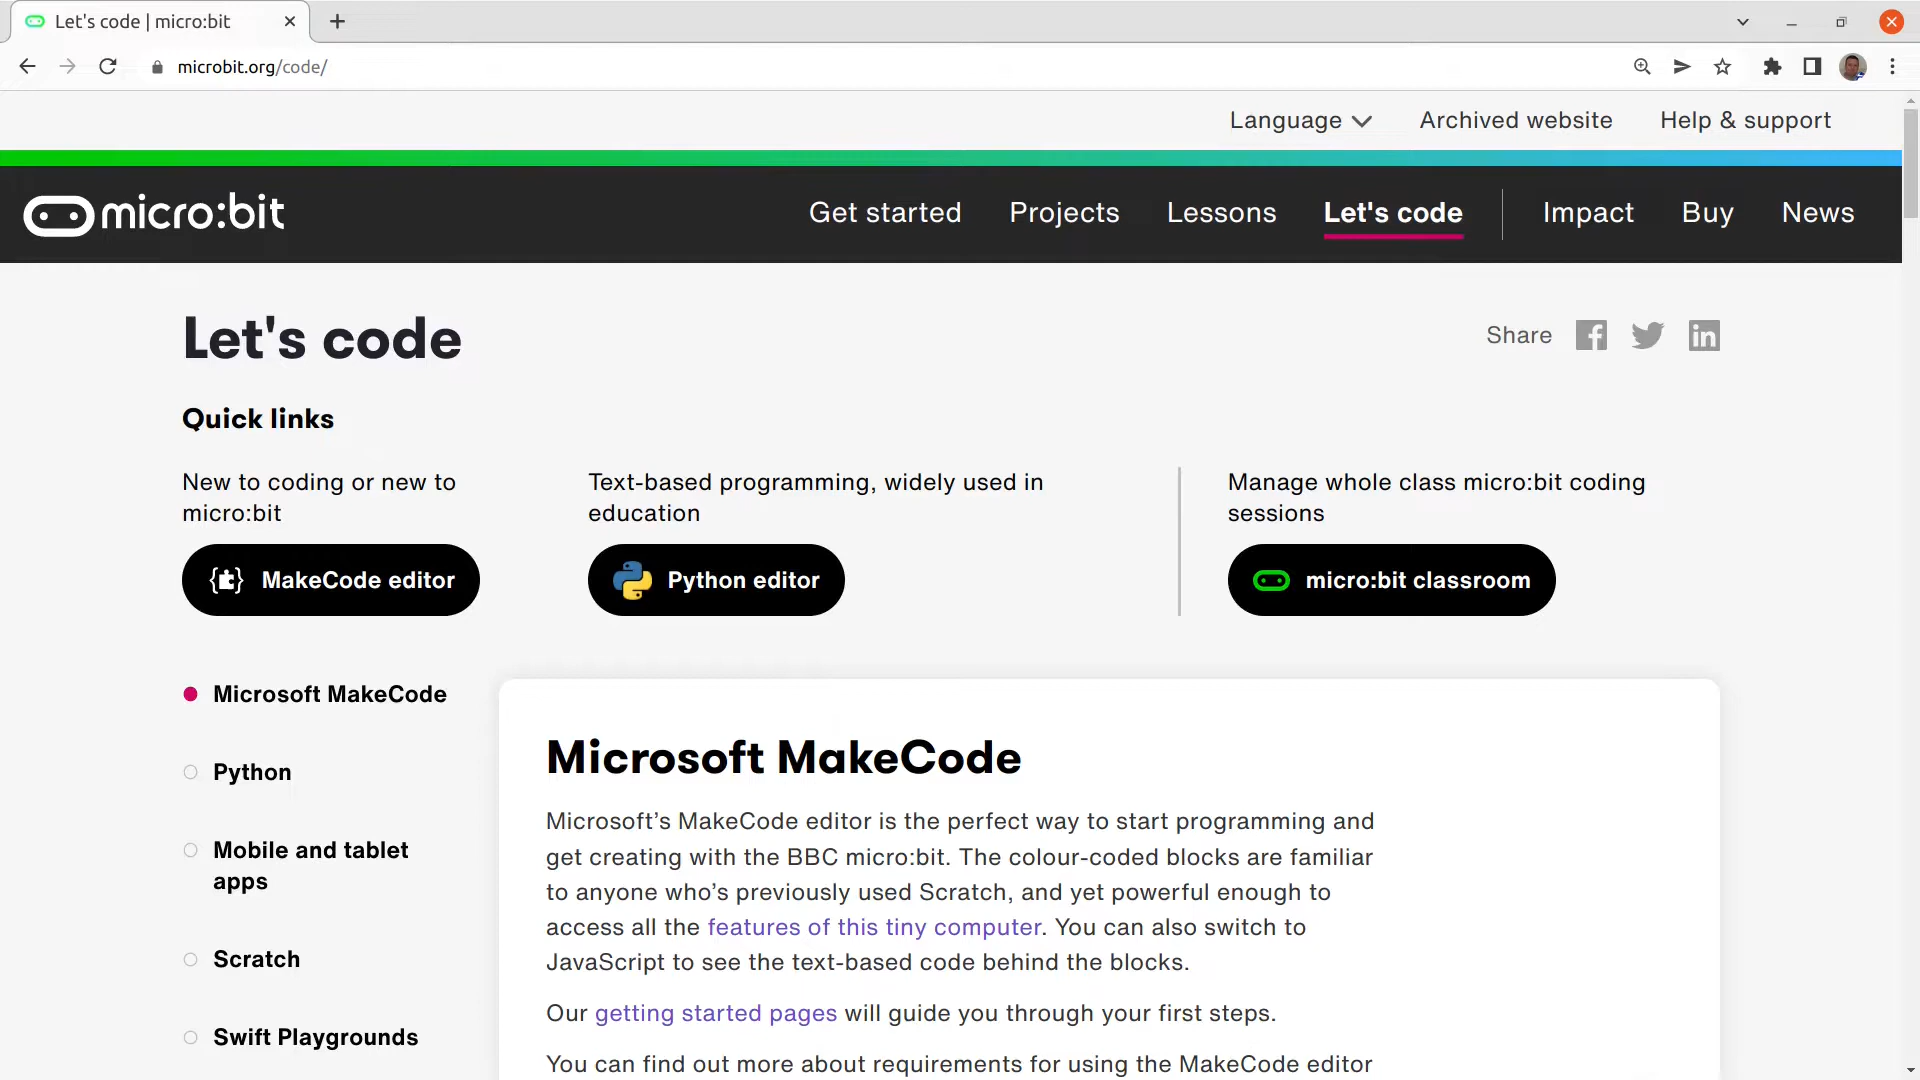 Let's code | micro:bit
microbit.org/code/
Language Archived website Help & support
micro:bit Get started Projects Lessons Let's code Impact Buy News
Let's code
Share
Quick links
New to coding or new to
micro:bit
MakeCode editor
Text-based programming, widely used in
education
Python editor
Manage whole class micro:bit coding
sessions
micro:bit classroom
Microsoft MakeCode
Python
Mobile and tablet
apps
Scratch
Swift Playgrounds
Microsoft MakeCode
Microsoft’s MakeCode editor is the perfect way to start programming and
get creating with the BBC micro:bit. The colour-coded blocks are familiar
to anyone who’s previously used Scratch, and yet powerful enough to
access all the features of this tiny computer. You can also switch to
JavaScript to see the text-based code behind the blocks.
Our getting started pages will guide you through your first steps.
You can find out more about requirements for using the MakeCode editor